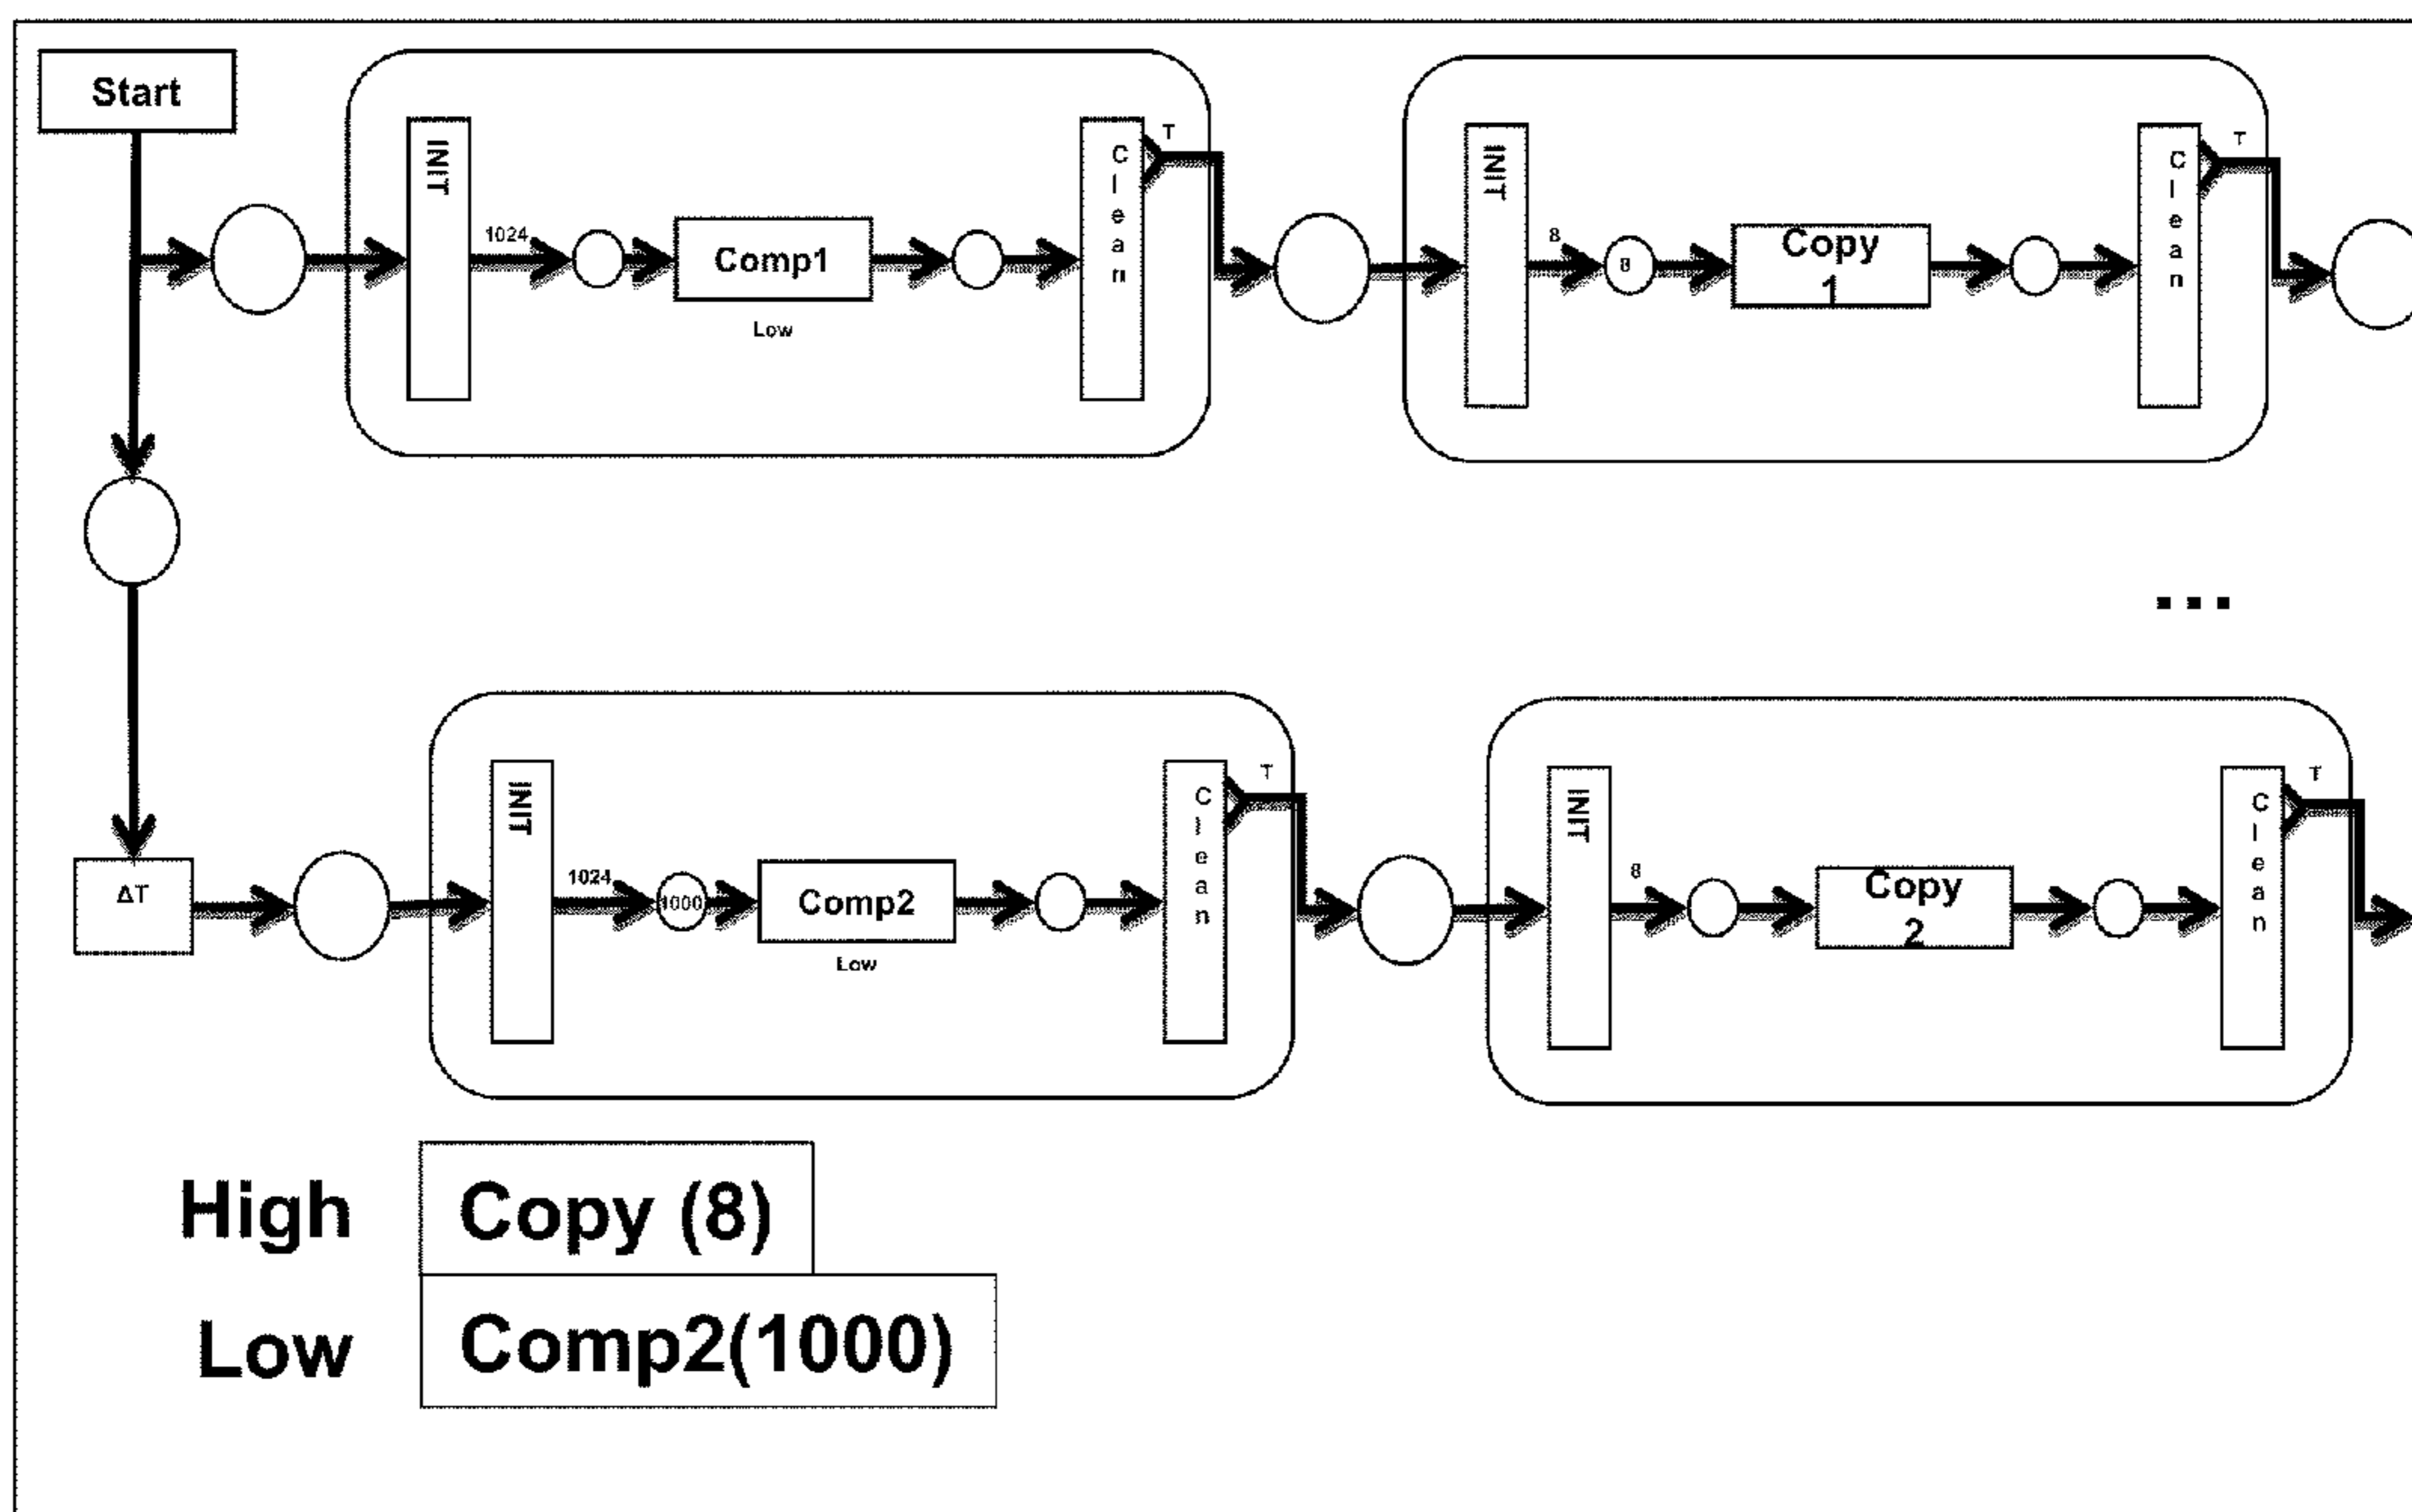 Start
INIT
1024
Comp1
Low
Clean
T
INIT
8
8
Copy
1
Clean
T
...
ΔT
INIT
1024
1000
Comp2
Low
Clean
T
INIT
8
Copy
2
Clean
T
High
Copy (8)
Low
Comp2(1000)